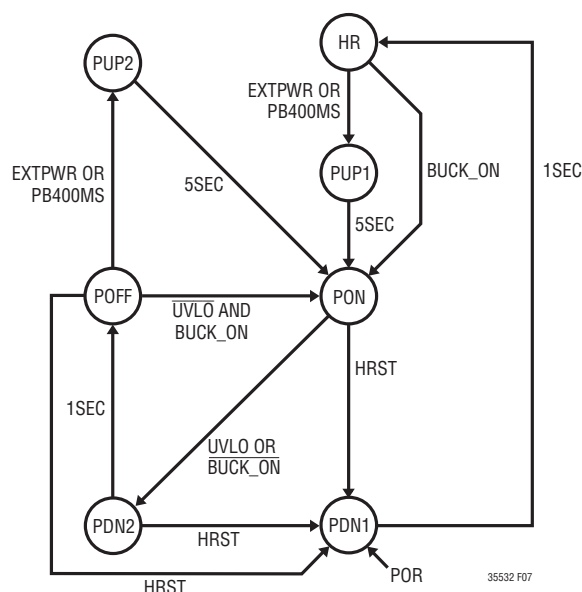 HR
PUP2
EXTPWR OR
PB400MS
EXTPWR OR
PB400MS
PUP1
BUCK_ON
1SEC
5SEC
5SEC
POFF
UVLO AND
BUCK_ON
PON
HRST
1SEC
UVLO OR
BUCK_ON
PDN2
HRST
PDN1
HRST
POR
35532 F07